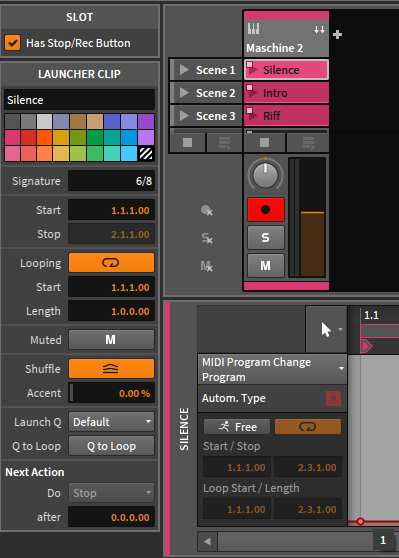 SLOT
Has Stop/Rec Button
LAUNCHER CLIP
Silence
Signature 6/8
Start 1.1.1.00
Stop 2.1.1.00
Looping
Start 1.1.1.00
Length 1.0.0.00
Muted M
Shuffle
Accent 0.00 %
Launch Q Default
Q to Loop Q to Loop
Next Action
Do Stop
after 0.0.0.00
Maschine 2
Scene 1 Silence
Scene 2 Intro
Scene 3 Riff
S S
M M
SILENCE
1.1
MIDI Program Change
Program
Autom. Type
Free
Start / Stop
1.1.1.00 2.3.1.00
Loop Start / Length
1.1.1.00 2.3.1.00
1